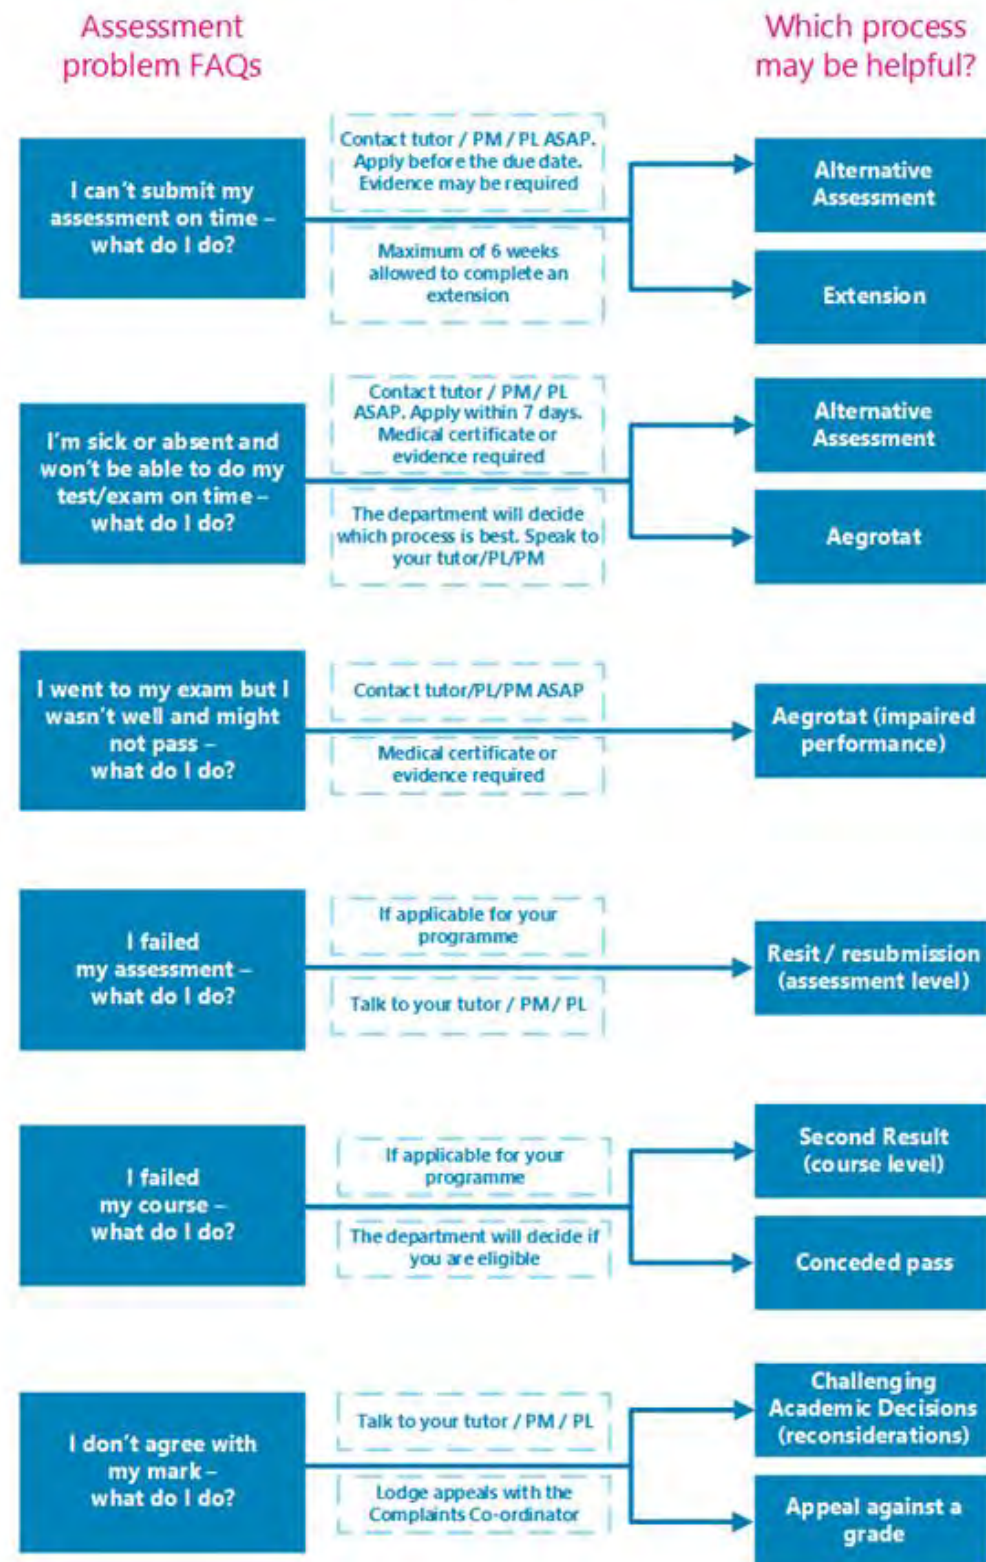 Assessment
problem FAQs
Which process
may be helpful?
I can't submit my
assessment on time –
what do I do?
Contact tutor / PM / PL ASAP.
Apply before the due date.
Evidence may be required
Maximum of 6 weeks
allowed to complete an
extension
Alternative
Assessment
Extension
I'm sick or absent and
won't be able to do my
test/exam on time –
what do I do?
Contact tutor / PM/ PL
ASAP. Apply within 7 days.
Medical certificate or
evidence required
The department will decide
which process is best. Speak to
your tutor/PL/PM
Alternative
Assessment
Aegrotat
I went to my exam but I
wasn't well and might
not pass –
what do I do?
Contact tutor/PL/PM ASAP
Medical certificate or
evidence required
Aegrotat (impaired
performance)
I failed
my assessment –
what do I do?
If applicable for your
programme
Talk to your tutor / PM/ PL
Resit / resubmission
(assessment level)
I failed
my course –
what do I do?
If applicable for your
programme
The department will decide if
you are eligible
Second Result
(course level)
Conceded pass
I don't agree with
my mark –
what do I do?
Talk to your tutor / PM / PL
Lodge appeals with the
Complaints Co-ordinator
Challenging
Academic Decisions
(reconsiderations)
Appeal against a
grade